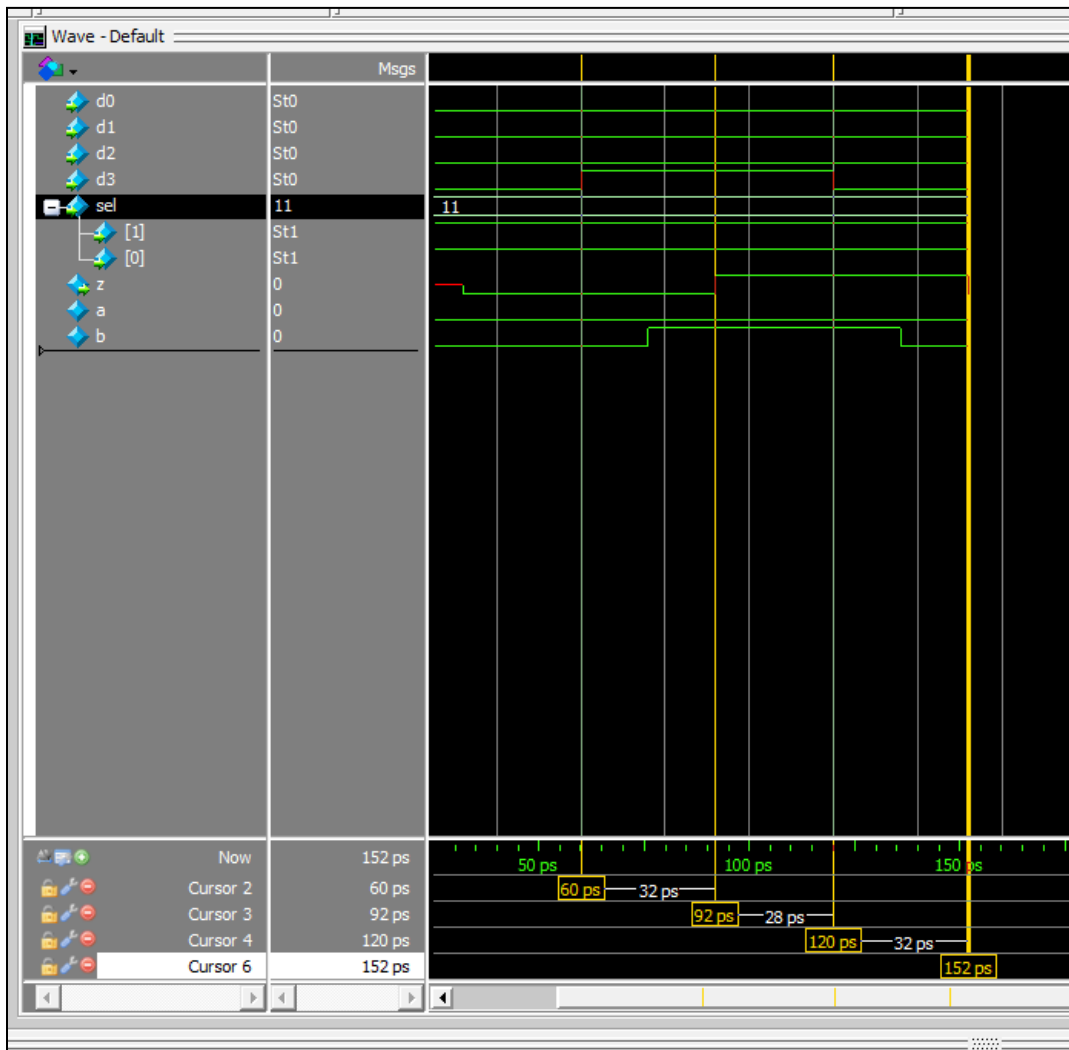 Wave - Default
Msgs
d0 St0
d1 St0
d2 St0
d3 St0
sel 11 11
[1] St1
[0] St1
z 0
a 0
b 0
Now 152 ps 50 ps 100 ps 150 ps
Cursor 2 60 ps 60 ps 32 ps
Cursor 3 92 ps 92 ps 28 ps
Cursor 4 120 ps 120 ps 32 ps
Cursor 6 152 ps 152 ps